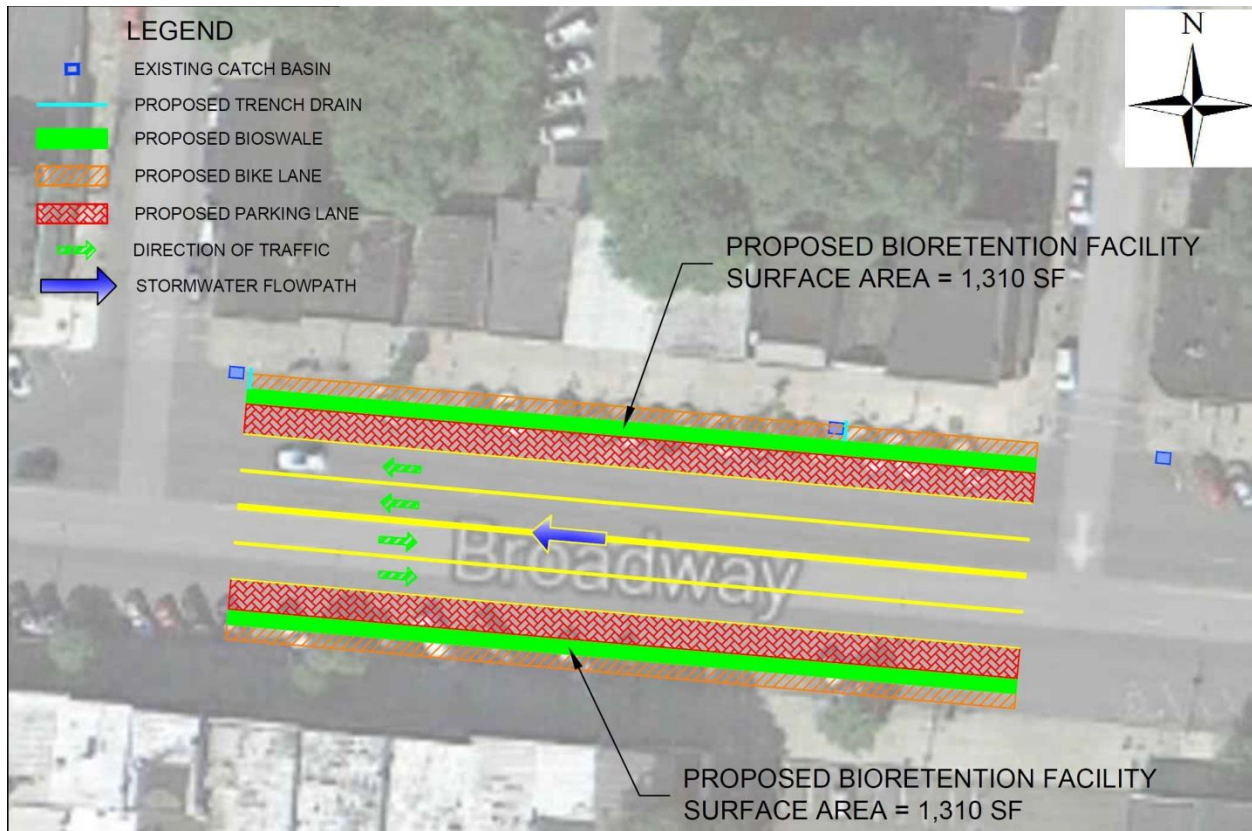 LEGEND
EXISTING CATCH BASIN
PROPOSED TRENCH DRAIN
PROPOSED BIOSWALE
PROPOSED BIKE LANE
PROPOSED PARKING LANE
DIRECTION OF TRAFFIC
STORMWATER FLOWPATH
N
PROPOSED BIORETENTION FACILITY
SURFACE AREA = 1,310 SF
Broadway
PROPOSED BIORETENTION FACILITY
SURFACE AREA = 1,310 SF